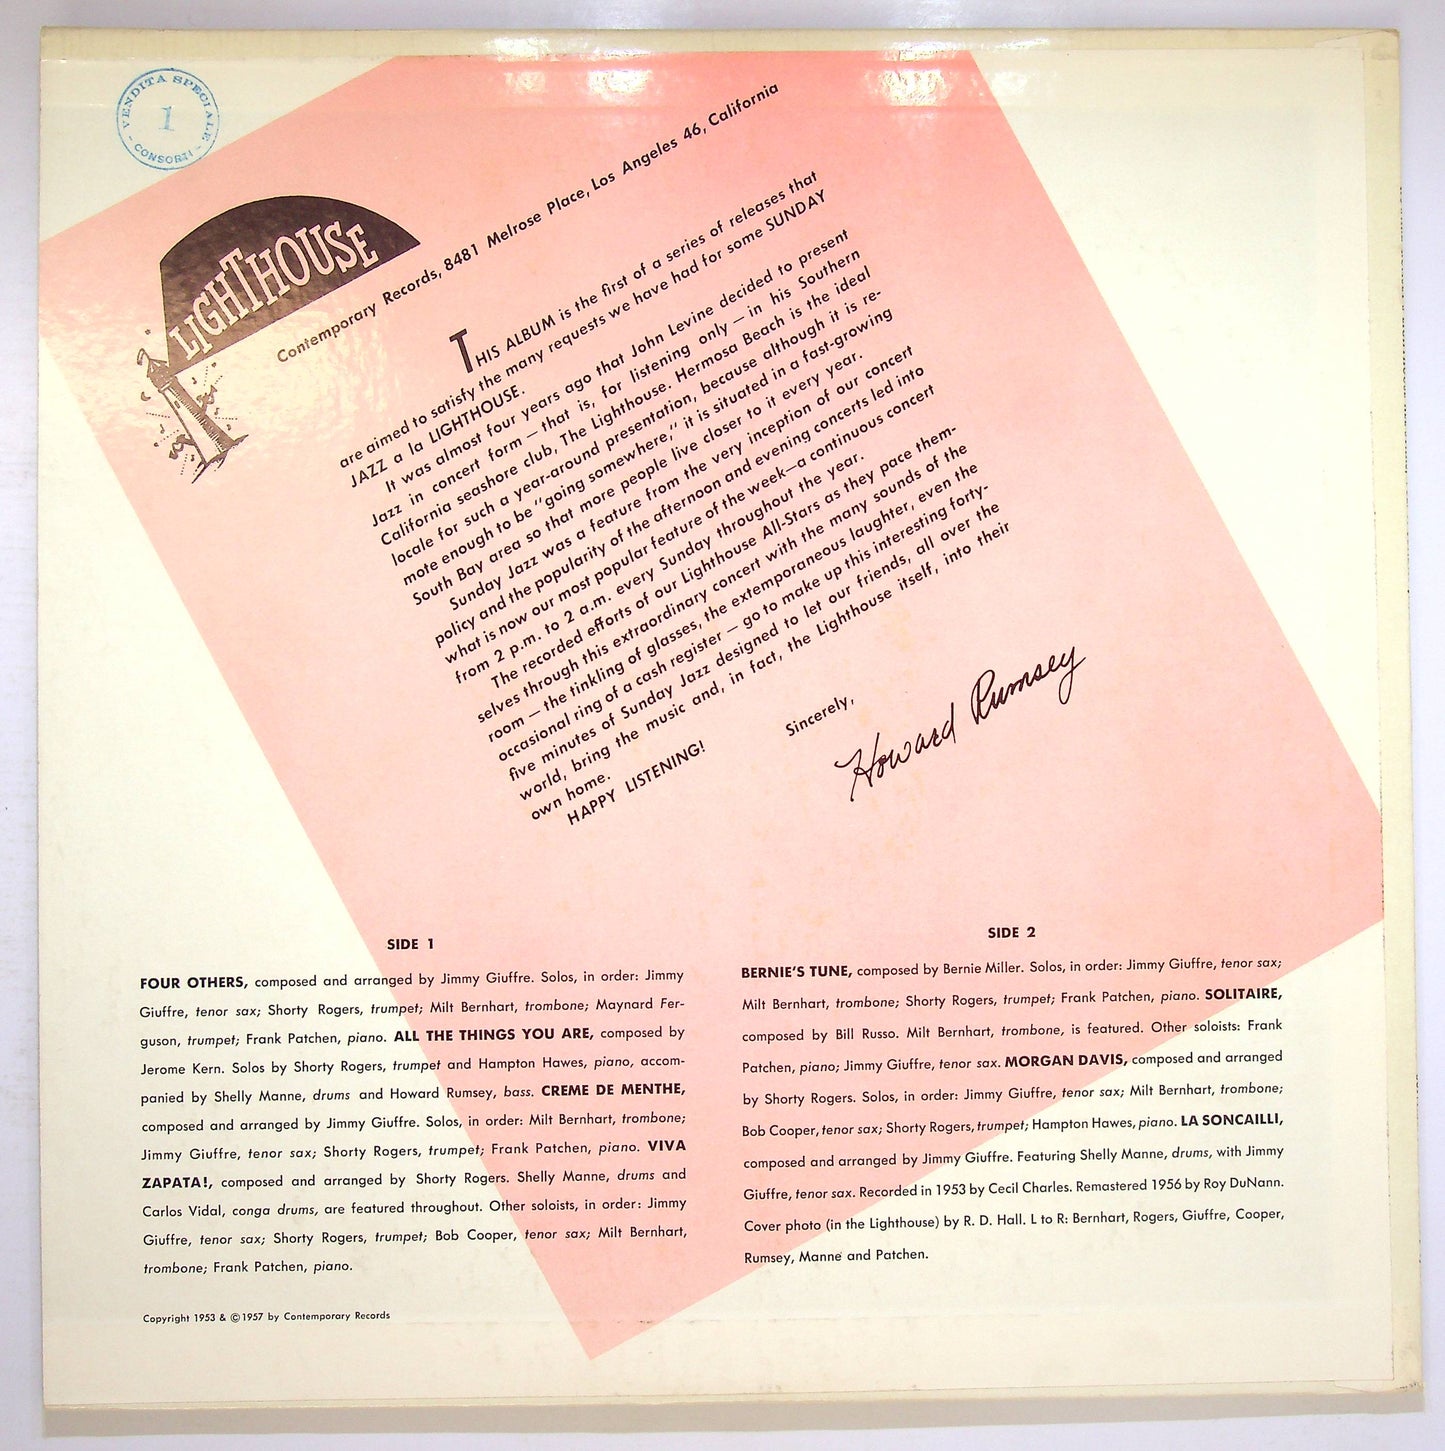 VENDITA SPECIALE
1
CONSORTI
LIGHTHOUSE
Contemporary Records, 8481 Melrose Place, Los Angeles 46, California
THIS ALBUM is the first of a series of releases that
are aimed to satisfy the many requests we have had for some SUNDAY
JAZZ a la LIGHTHOUSE.
It was almost four years ago that John Levine decided to present
Jazz in concert form — that is, for listening only — in his Southern
California seashore club, The Lighthouse. Hermosa Beach is the ideal
locale for such a year-around presentation, because although it is re-
mote enough to be "going somewhere," it is situated in a fast-growing
South Bay area so that more people live closer to it every year.
Sunday Jazz was a feature from the very inception of our concert
policy and the popularity of the afternoon and evening concerts led into
what is now our most popular feature of the week—a continuous concert
from 2 p.m. to 2 a.m. every Sunday throughout the year.
The recorded efforts of our Lighthouse All-Stars as they pace them-
selves through this extraordinary concert with the many sounds of the
room — the tinkling of glasses, the extemporaneous laughter, even the
occasional ring of a cash register — go to make up this interesting forty-
five minutes of Sunday Jazz designed to let our friends, all over the
world, bring the music and, in fact, the Lighthouse itself, into their
own home.
HAPPY LISTENING!
Sincerely,
Howard Rumsey
SIDE 1
FOUR OTHERS, composed and arranged by Jimmy Giuffre. Solos, in order: Jimmy
Giuffre, tenor sax; Shorty Rogers, trumpet; Milt Bernhart, trombone; Maynard Fer-
guson, trumpet; Frank Patchen, piano. ALL THE THINGS YOU ARE, composed by
Jerome Kern. Solos by Shorty Rogers, trumpet and Hampton Hawes, piano, accom-
panied by Shelly Manne, drums and Howard Rumsey, bass. CREME DE MENTHE,
composed and arranged by Jimmy Giuffre. Solos, in order: Milt Bernhart, trombone;
Jimmy Giuffre, tenor sax; Shorty Rogers, trumpet; Frank Patchen, piano. VIVA
ZAPATA!, composed and arranged by Shorty Rogers. Shelly Manne, drums and
Carlos Vidal, conga drums, are featured throughout. Other soloists, in order: Jimmy
Giuffre, tenor sax; Shorty Rogers, trumpet; Bob Cooper, tenor sax; Milt Bernhart,
trombone; Frank Patchen, piano.
SIDE 2
BERNIE'S TUNE, composed by Bernie Miller. Solos, in order: Jimmy Giuffre, tenor sax;
Milt Bernhart, trombone; Shorty Rogers, trumpet; Frank Patchen, piano. SOLITAIRE,
composed by Bill Russo. Milt Bernhart, trombone, is featured. Other soloists: Frank
Patchen, piano; Jimmy Giuffre, tenor sax. MORGAN DAVIS, composed and arranged
by Shorty Rogers. Solos, in order: Jimmy Giuffre, tenor sax; Milt Bernhart, trombone;
Bob Cooper, tenor sax; Shorty Rogers, trumpet; Hampton Hawes, piano. LA SONCAILLI,
composed and arranged by Jimmy Giuffre. Featuring Shelly Manne, drums, with Jimmy
Giuffre, tenor sax. Recorded in 1953 by Cecil Charles. Remastered 1956 by Roy DuNann.
Cover photo (in the Lighthouse) by R. D. Hall. L to R: Bernhart, Rogers, Giuffre, Cooper,
Rumsey, Manne and Patchen.
Copyright 1953 & ©1957 by Contemporary Records